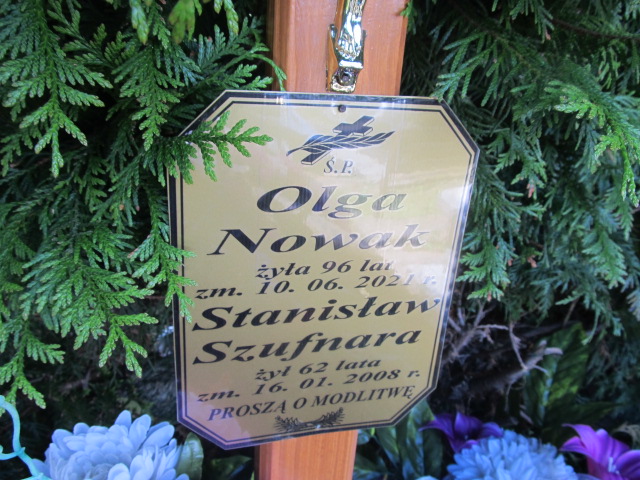 Ś.P.
Olga
Nowak
żyła 96 lat
zm. 10. 06. 2021 r.
Stanisław
Szufnara
żył 62 lata
zm. 16. 01. 2008 r.
PROSZĄ O MODLITWĘ